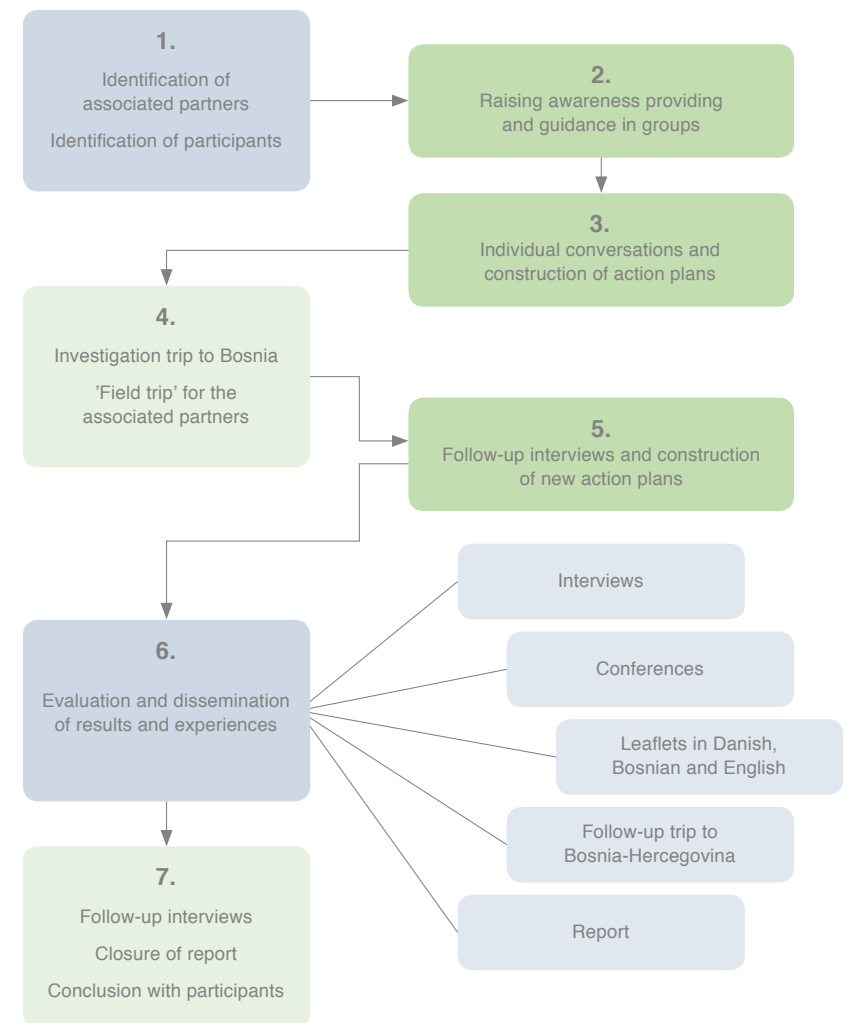 1.
Identification of
associated partners
Identification of participants
2.
Raising awareness providing
and guidance in groups
3.
Individual conversations and
construction of action plans
4.
Investigation trip to Bosnia
'Field trip' for the
associated partners
5.
Follow-up interviews and construction
of new action plans
6.
Evaluation and dissemination
of results and experiences
Interviews
Conferences
Leaflets in Danish,
Bosnian and English
Follow-up trip to
Bosnia-Hercegovina
Report
7.
Follow-up interviews
Closure of report
Conclusion with participants